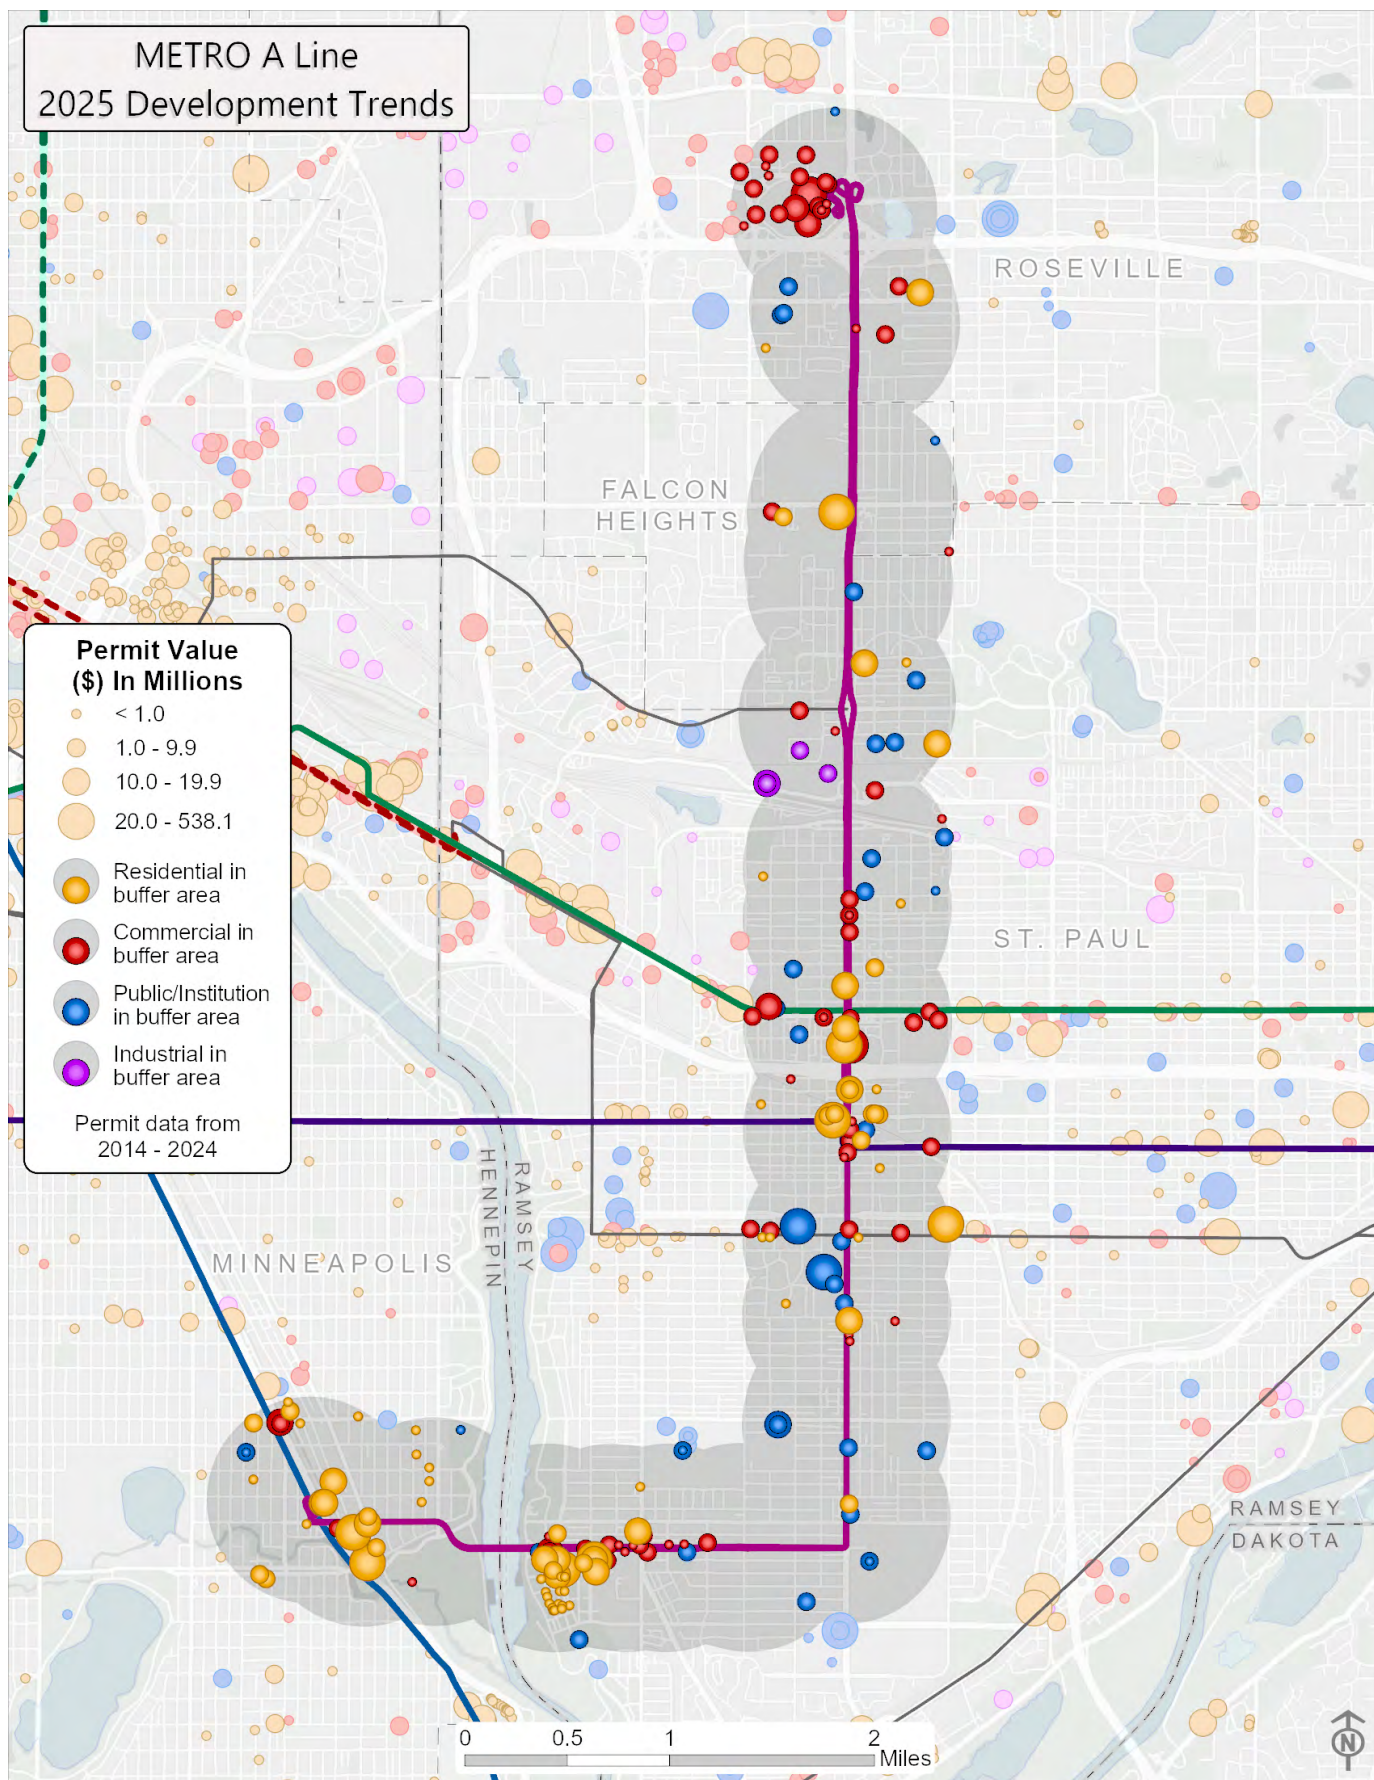 METRO A Line
2025 Development Trends
ROSEVILLE
FALCON
HEIGHTS
Permit Value
($) In Millions
< 1.0
1.0 - 9.9
10.0 - 19.9
20.0 - 538.1
Residential in
buffer area
Commercial in
buffer area
Public/Institution
in buffer area
Industrial in
buffer area
Permit data from
2014 - 2024
ST. PAUL
RAMSEY
HENNEPIN
MINNEAPOLIS
RAMSEY
DAKOTA
0 0.5 1 2
Miles
N